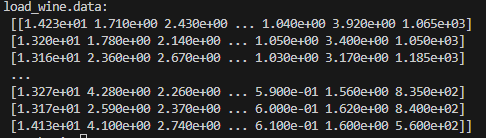 load_wine.data:
[[1.423e+01 1.710e+00 2.430e+00 ... 1.040e+00 3.920e+00 1.065e+03]
[1.320e+01 1.780e+00 2.140e+00 ... 1.050e+00 3.400e+00 1.050e+03]
[1.316e+01 2.360e+00 2.670e+00 ... 1.030e+00 3.170e+00 1.185e+03]
...
[1.327e+01 4.280e+00 2.260e+00 ... 5.900e-01 1.560e+00 8.350e+02]
[1.317e+01 2.590e+00 2.370e+00 ... 6.000e-01 1.620e+00 8.400e+02]
[1.413e+01 4.100e+00 2.740e+00 ... 6.100e-01 1.600e+00 5.600e+02]]